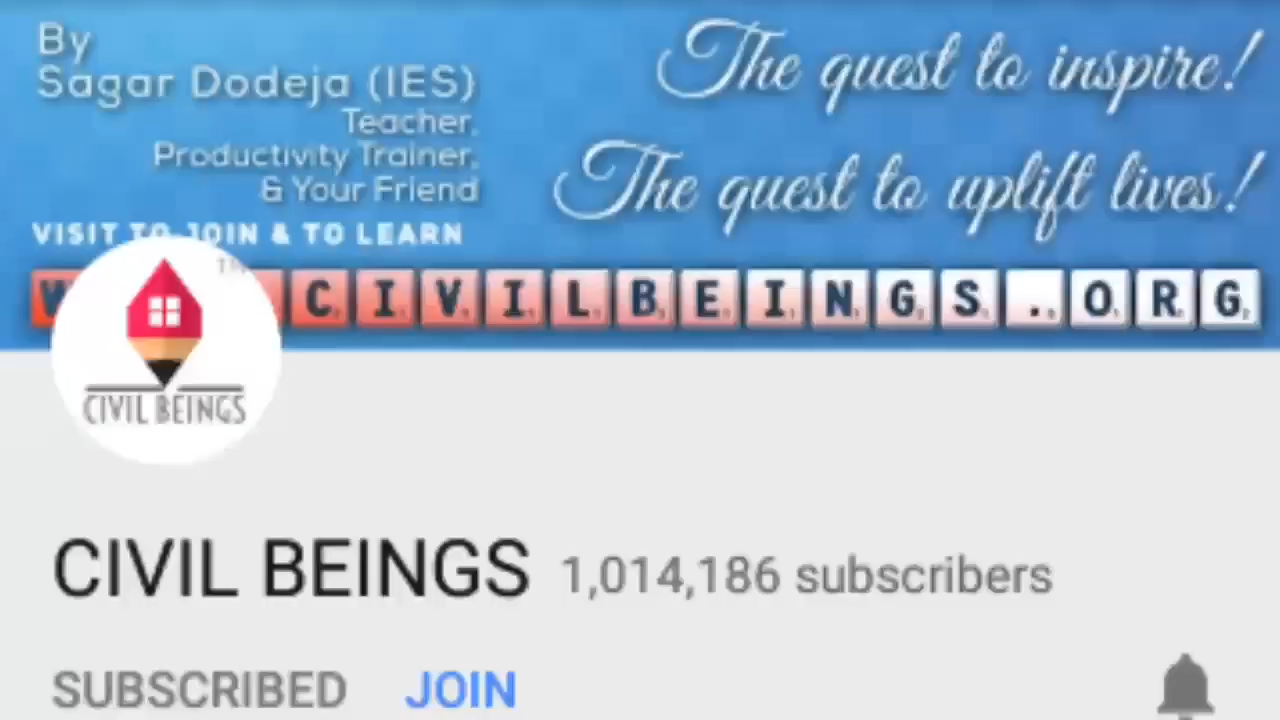 By
Sagar Dodeja (IES)
Teacher,
Productivity Trainer,
& Your Friend
The quest to inspire!
The quest to uplift lives!
VISIT TO JOIN & TO LEARN
W CIVILBEINGS.ORG
TM
CIVIL BEINGS
CIVIL BEINGS 1,014,186 subscribers
SUBSCRIBED JOIN